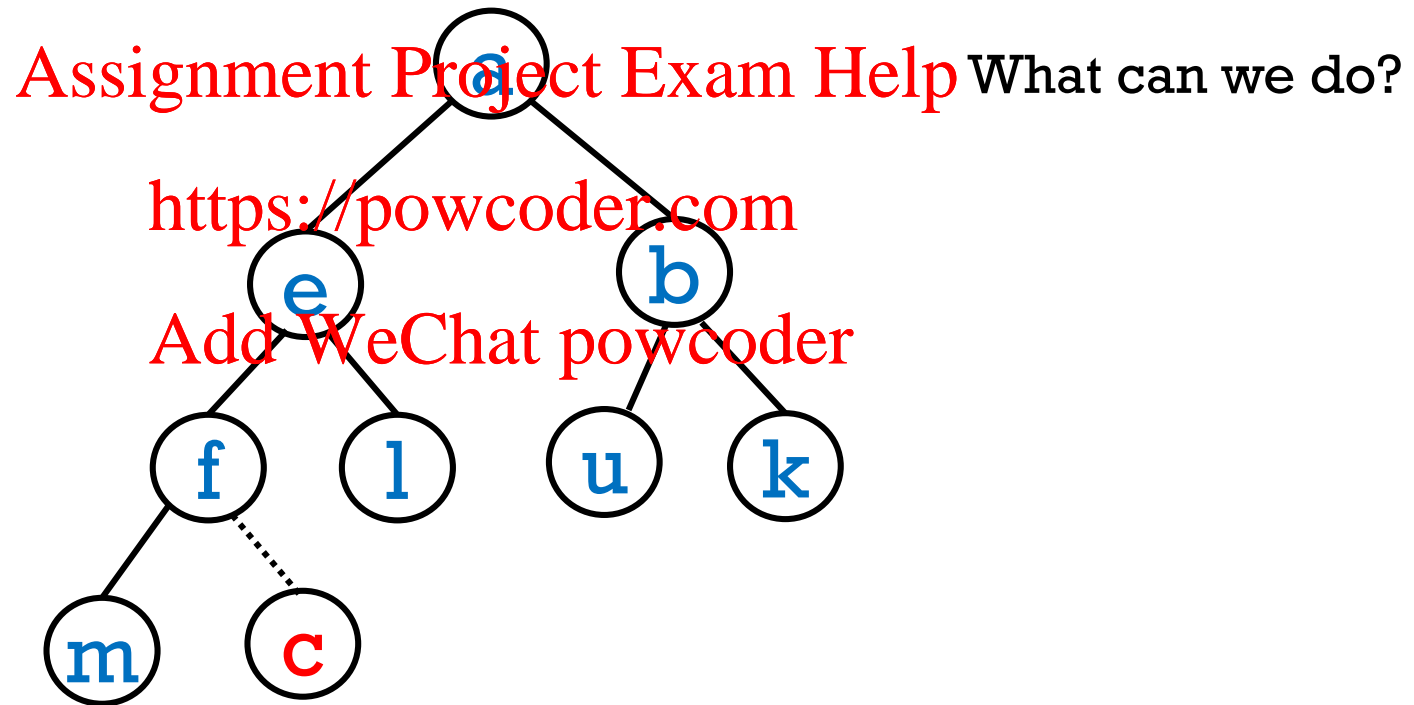 Assignment Project Exam Help
What can we do?
a
https://powcoder.com
e
b
Add WeChat powcoder
f
l
u
k
m
c